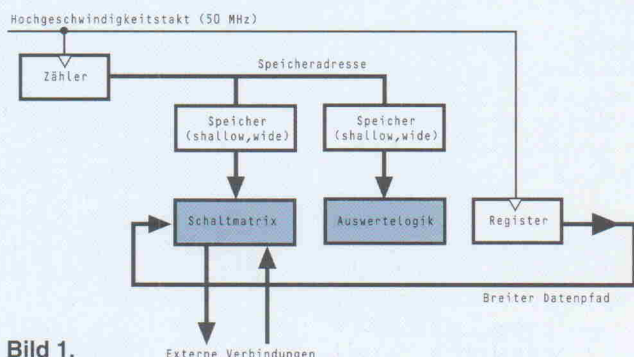 Hochgeschwindigkeitstakt (50 MHz)
Zähler
Speicheradresse
Speicher
(shallow,wide)
Speicher
(shallow,wide)
Schaltmatrix
Auswertelogik
Register
Breiter Datenpfad
Bild 1.
Externe Verbindungen